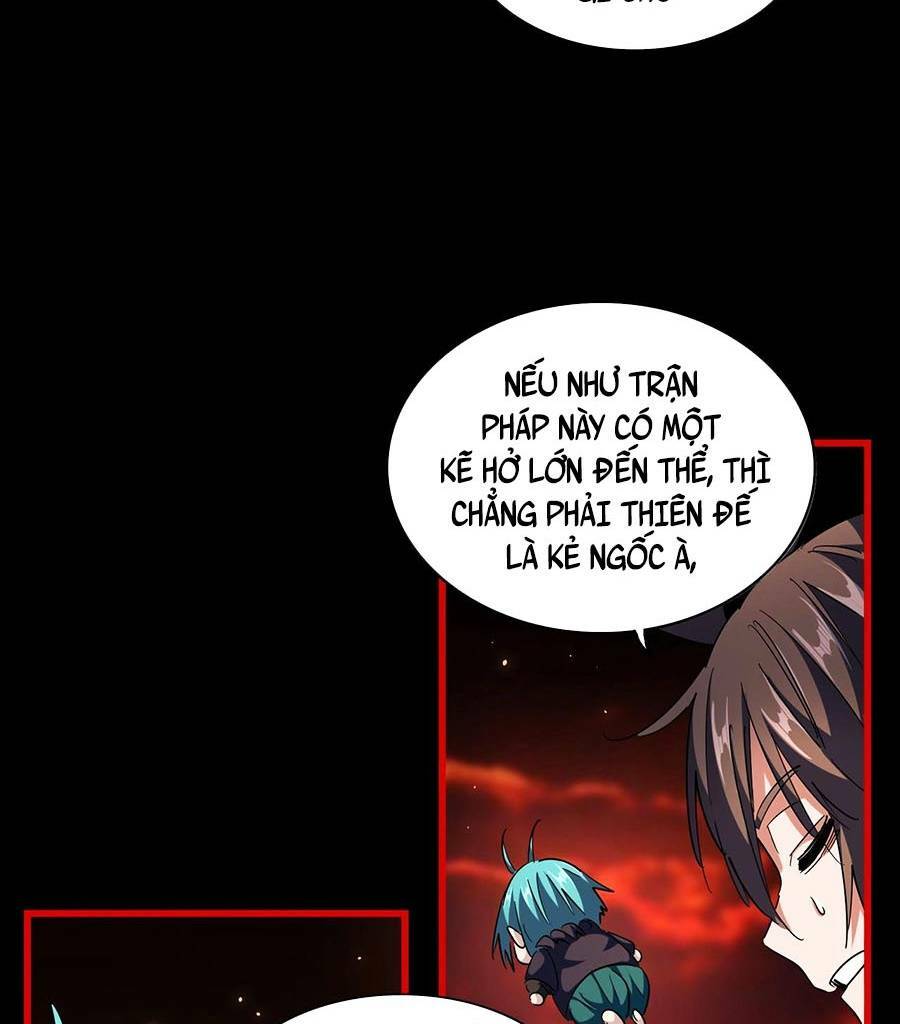 NẾU NHƯ TRẬN
PHÁP NÀY CÓ MỘT
KẼ HỞ LỚN ĐẾN THẾ, THÌ
CHẲNG PHẢI THIÊN ĐẾ
LÀ KẺ NGỐC À,